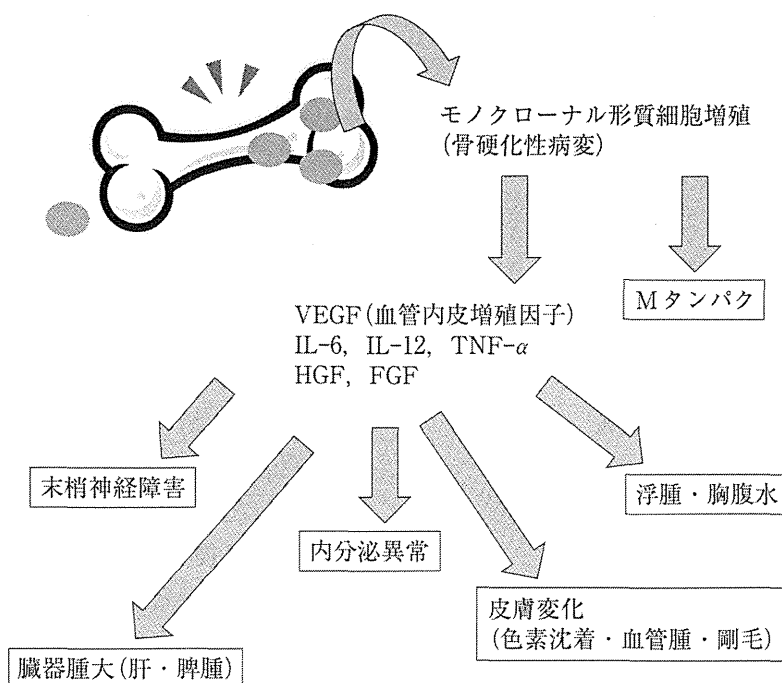 モノクローナル形質細胞増殖
(骨硬化性病変)
Mタンパク
VEGF(血管内皮増殖因子)
IL-6, IL-12, TNF-α
HGF, FGF
末梢神経障害
浮腫・胸腹水
内分泌異常
皮膚変化
(色素沈着・血管腫・剛毛)
臓器腫大(肝・脾腫)